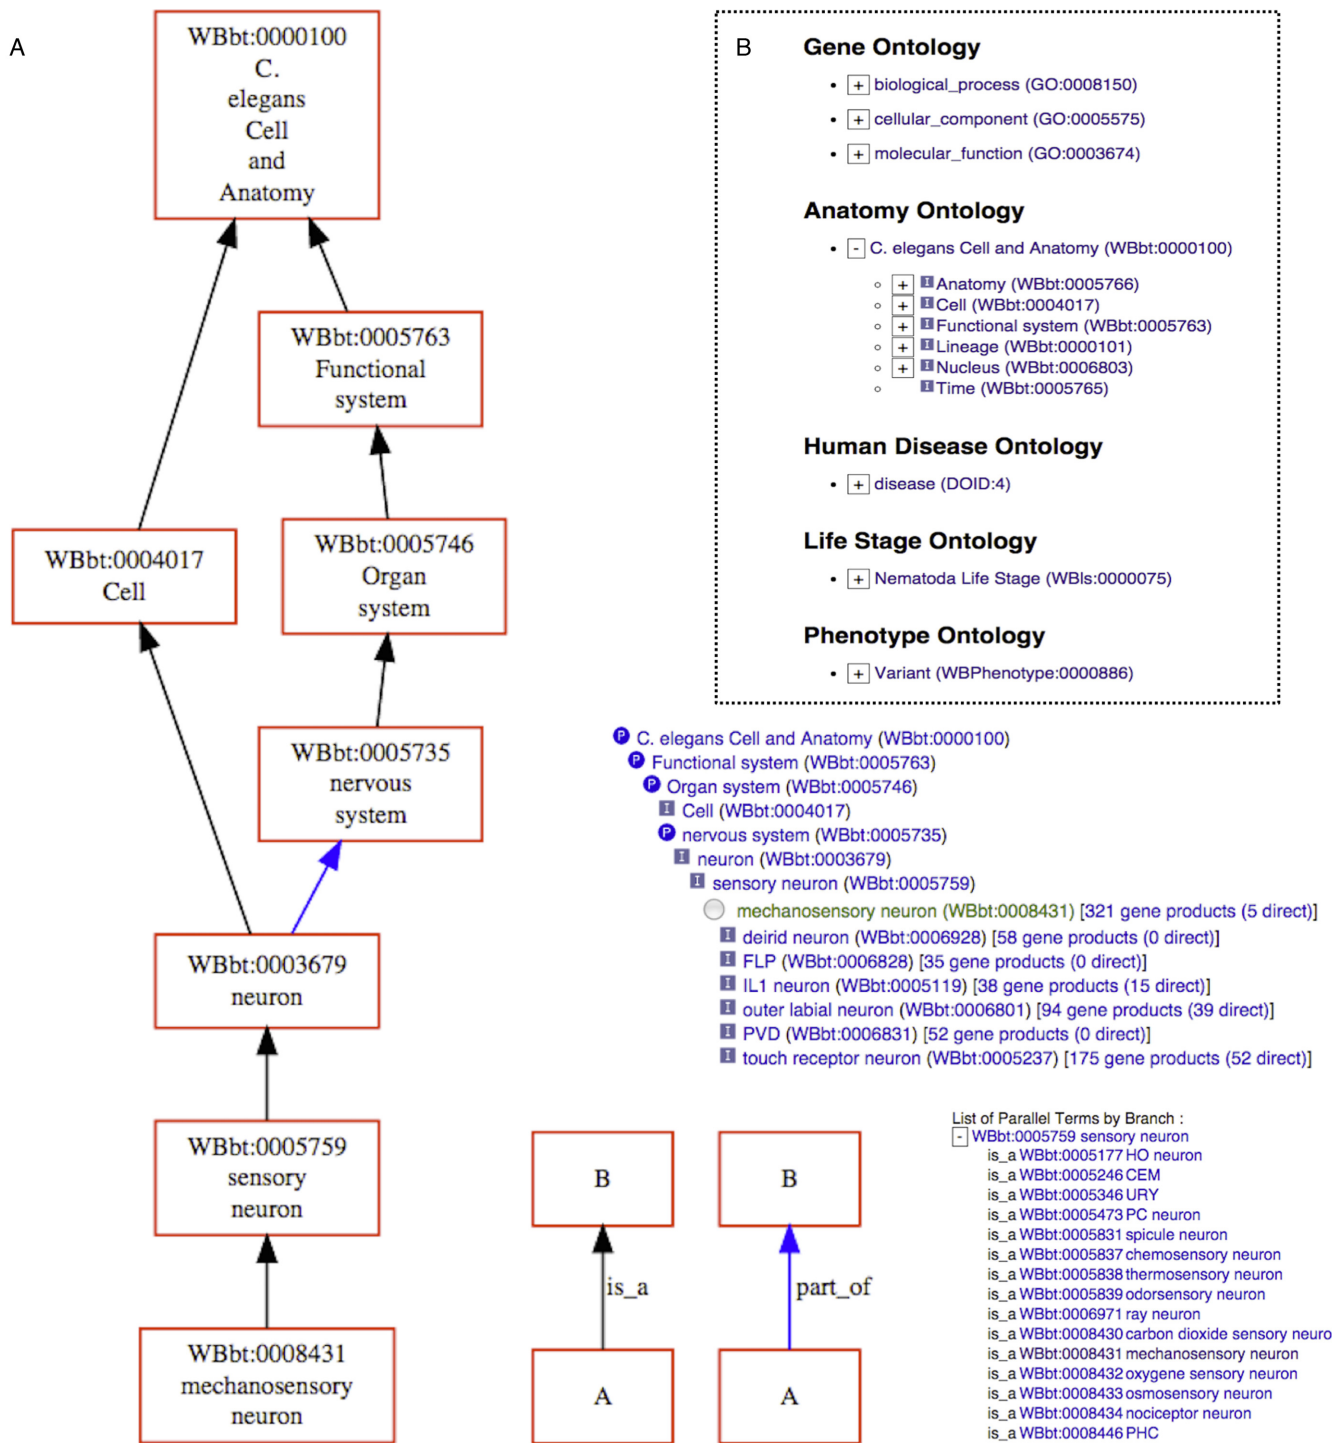 A
WBbt:0000100
C.
elegans
Cell
and
Anatomy
WBbt:0005763
Functional
system
WBbt:0004017
Cell
WBbt:0005746
Organ
system
WBbt:0005735
nervous
system
WBbt:0003679
neuron
WBbt:0005759
sensory
neuron
WBbt:0008431
mechanosensory
neuron
B
Gene Ontology
+ biological_process (GO:0008150)
+ cellular_component (GO:0005575)
+ molecular_function (GO:0003674)
Anatomy Ontology
- C. elegans Cell and Anatomy (WBbt:0000100)
+ I Anatomy (WBbt:0005766)
+ I Cell (WBbt:0004017)
+ I Functional system (WBbt:0005763)
+ I Lineage (WBbt:0000101)
+ I Nucleus (WBbt:0006803)
I Time (WBbt:0005765)
Human Disease Ontology
+ disease (DOID:4)
Life Stage Ontology
+ Nematoda Life Stage (WBls:0000075)
Phenotype Ontology
+ Variant (WBPhenotype:0000886)
P C. elegans Cell and Anatomy (WBbt:0000100)
P Functional system (WBbt:0005763)
P Organ system (WBbt:0005746)
I Cell (WBbt:0004017)
P nervous system (WBbt:0005735)
I neuron (WBbt:0003679)
I sensory neuron (WBbt:0005759)
mechanosensory neuron (WBbt:0008431) [321 gene products (5 direct)]
I deirid neuron (WBbt:0006928) [58 gene products (0 direct)]
I FLP (WBbt:0006828) [35 gene products (0 direct)]
I IL1 neuron (WBbt:0005119) [38 gene products (15 direct)]
I outer labial neuron (WBbt:0006801) [94 gene products (39 direct)]
I PVD (WBbt:0006831) [52 gene products (0 direct)]
I touch receptor neuron (WBbt:0005237) [175 gene products (52 direct)]
B
is_a
A
B
part_of
A
List of Parallel Terms by Branch :
- WBbt:0005759 sensory neuron
is_a WBbt:0005177 HO neuron
is_a WBbt:0005246 CEM
is_a WBbt:0005346 URY
is_a WBbt:0005473 PC neuron
is_a WBbt:0005831 spicule neuron
is_a WBbt:0005837 chemosensory neuron
is_a WBbt:0005838 thermosensory neuron
is_a WBbt:0005839 odorsensory neuron
is_a WBbt:0006971 ray neuron
is_a WBbt:0008430 carbon dioxide sensory neuro
is_a WBbt:0008431 mechanosensory neuron
is_a WBbt:0008432 oxygene sensory neuron
is_a WBbt:0008433 osmosensory neuron
is_a WBbt:0008434 nociceptor neuron
is_a WBbt:0008446 PHC